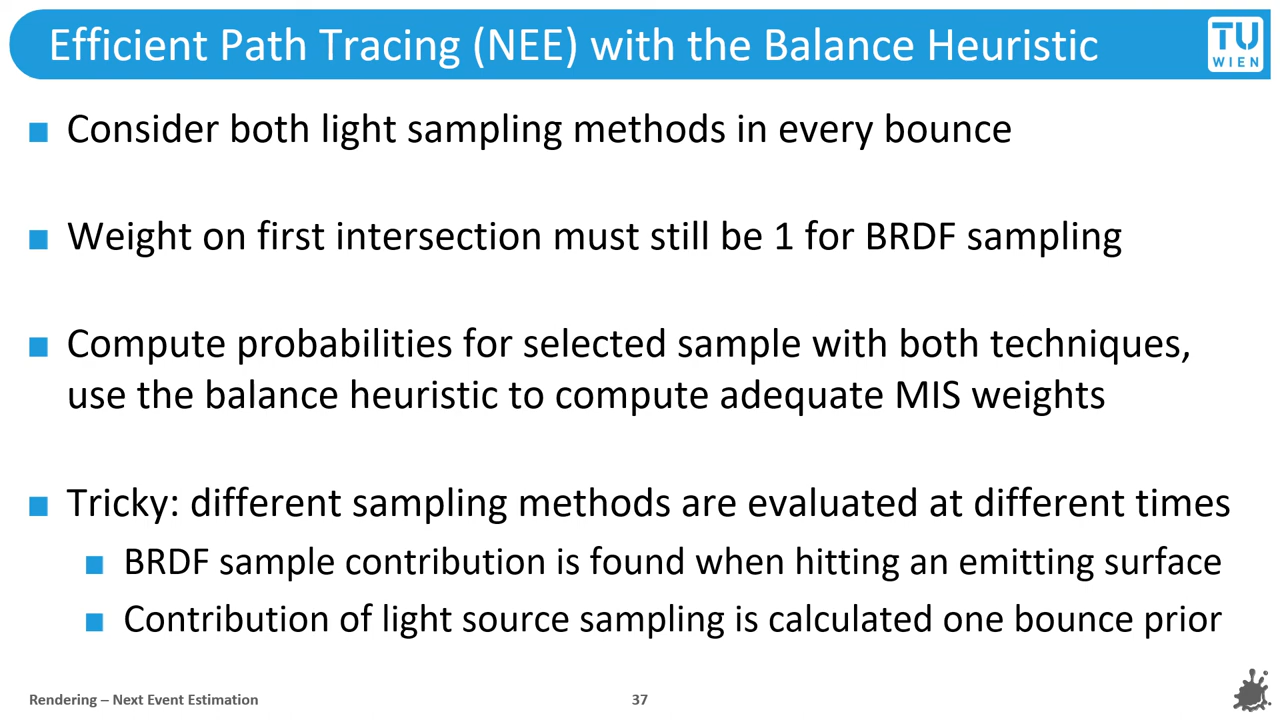 Efficient Path Tracing (NEE) with the Balance Heuristic
TU
WIEN
Consider both light sampling methods in every bounce
Weight on first intersection must still be 1 for BRDF sampling
Compute probabilities for selected sample with both techniques,
use the balance heuristic to compute adequate MIS weights
Tricky: different sampling methods are evaluated at different times
BRDF sample contribution is found when hitting an emitting surface
Contribution of light source sampling is calculated one bounce prior
Rendering – Next Event Estimation
37